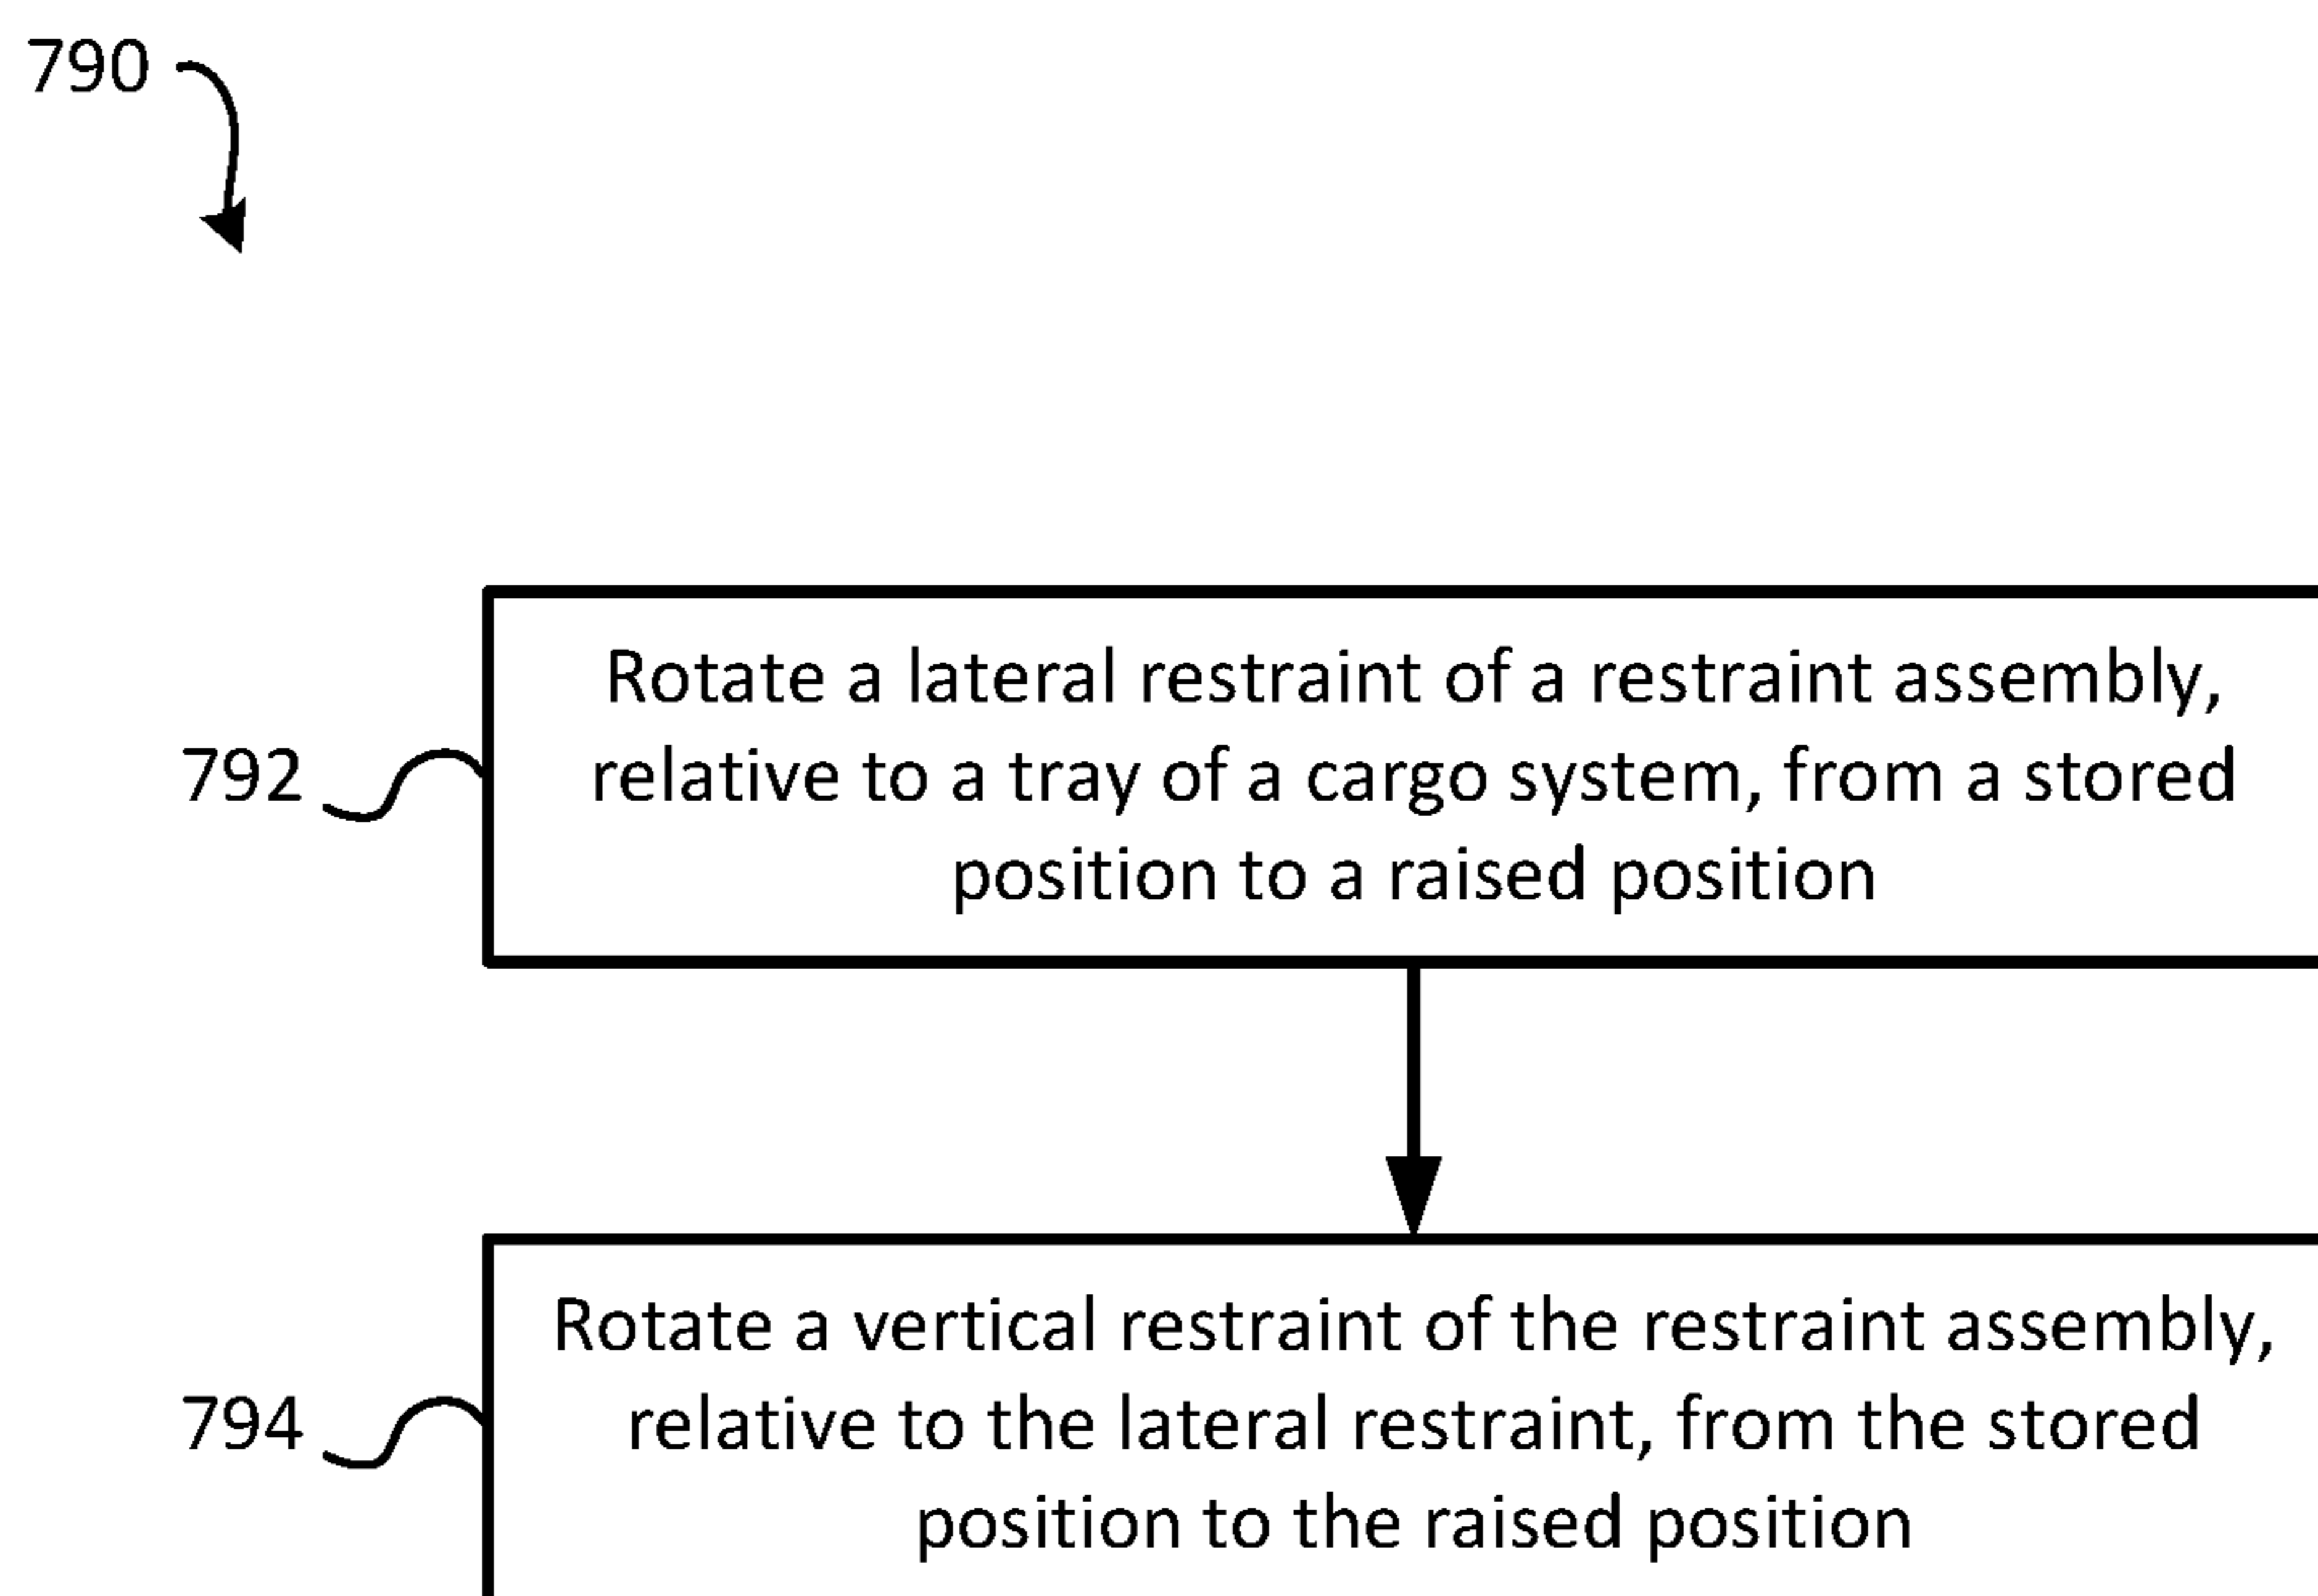 790
Rotate a lateral restraint of a restraint assembly,
792 relative to a tray of a cargo system, from a stored
position to a raised position
Rotate a vertical restraint of the restraint assembly,
794 relative to the lateral restraint, from the stored
position to the raised position